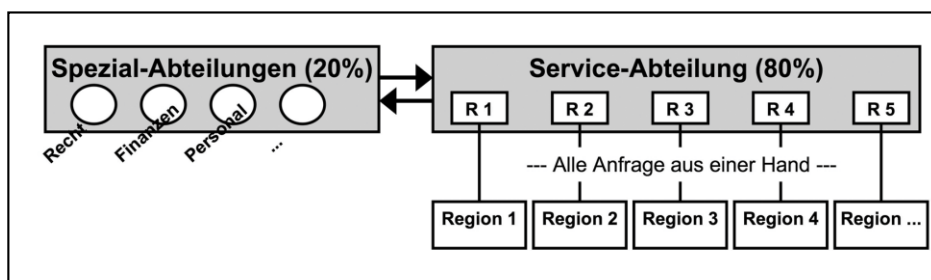 Spezial-Abteilungen (20%)
Recht
Finanzen
Personal
...
Service-Abteilung (80%)
R 1
R 2
R 3
R 4
R 5
--- Alle Anfrage aus einer Hand ---
Region 1
Region 2
Region 3
Region 4
Region ...